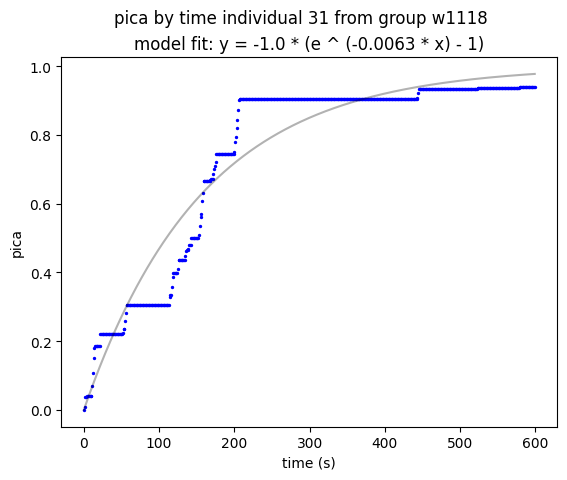 pica by time individual 31 from group w1118
model fit: y = -1.0 * (e ^ (-0.0063 * x) - 1)
1.0
0.8
0.6
0.4
0.2
0.0
pica
0 100 200 300 400 500 600
time (s)